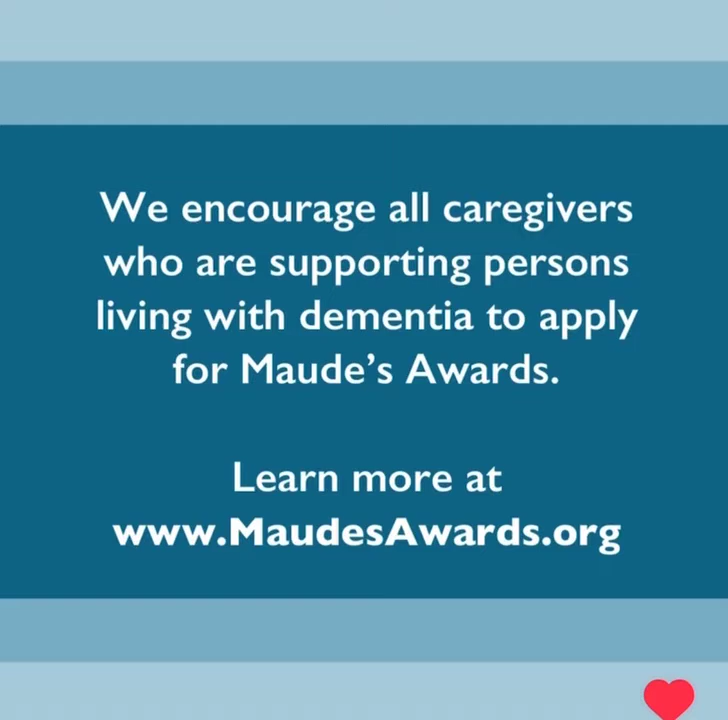 We encourage all caregivers
who are supporting persons
living with dementia to apply
for Maude’s Awards.
Learn more at
www.MaudesAwards.org